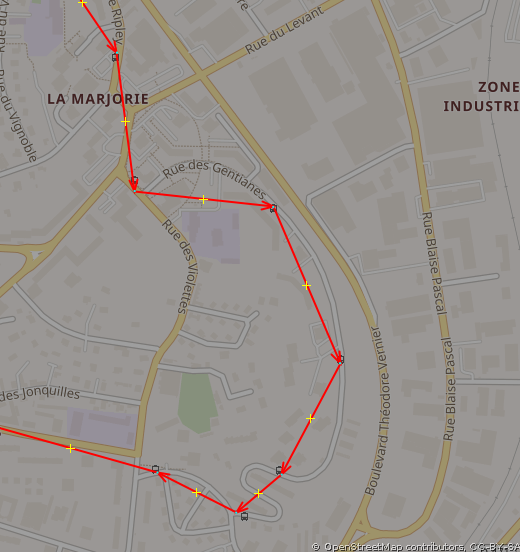 Rue du V
e Ripley
Rue du Levant
LA MARJORIE
ZONE
INDUSTRI
Rue du Vignoble
Rue des Gentianes
Rue des Violettes
Rue Blaise Pascal
Boulevard Théodore Vernier
Rue Blaise Pascal
des Jonquilles
© OpenStreetMap contributors, CC-BY-SA